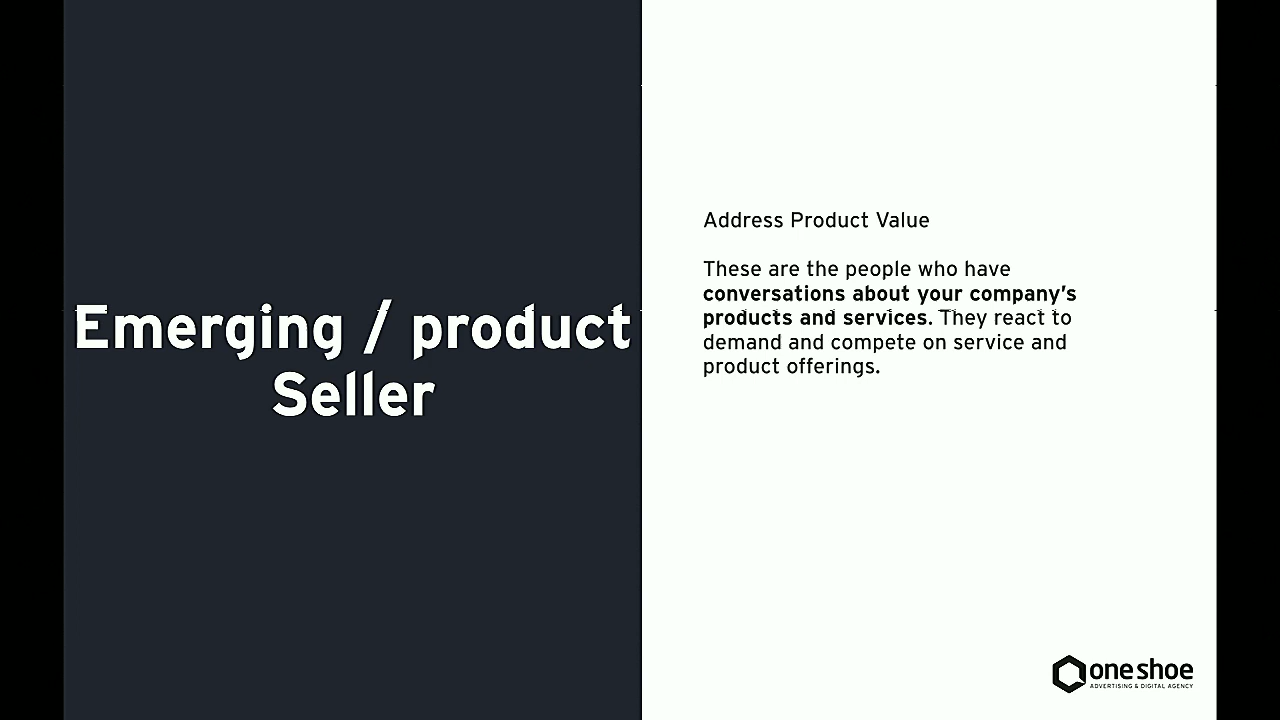 Emerging / product
Seller
Address Product Value
These are the people who have
conversations about your company's
products and services. They react to
demand and compete on service and
product offerings.
one shoe
ADVERTISING & DIGITAL AGENCY